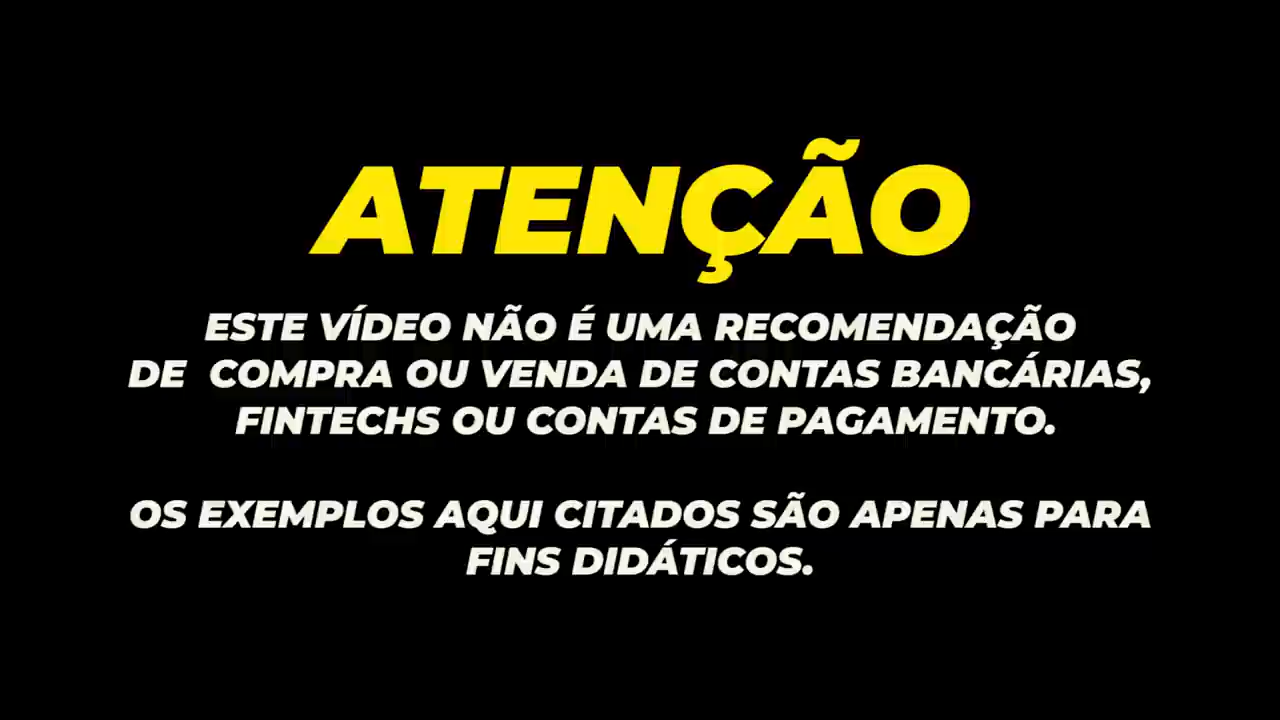 ATENÇÃO
ESTE VÍDEO NÃO É UMA RECOMENDAÇÃO
DE COMPRA OU VENDA DE CONTAS BANCÁRIAS,
FINTECHS OU CONTAS DE PAGAMENTO.
OS EXEMPLOS AQUI CITADOS SÃO APENAS PARA
FINS DIDÁTICOS.